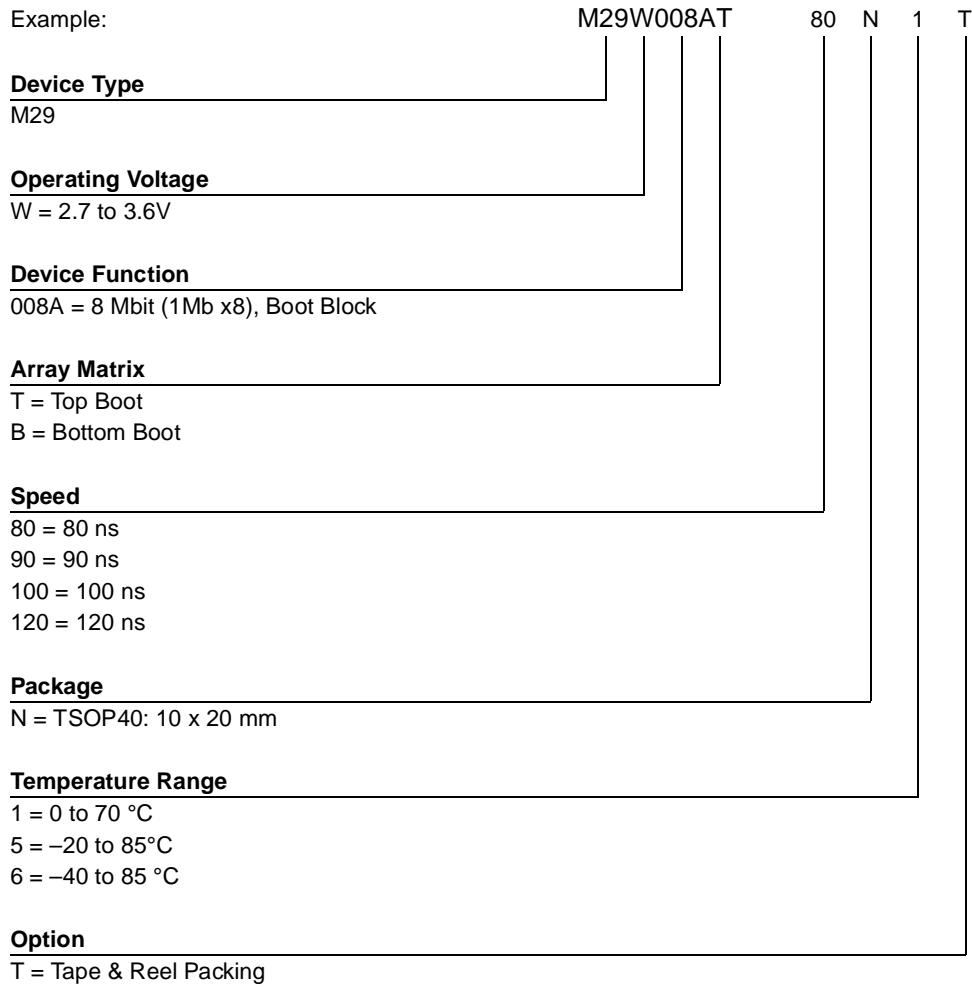 Example: M29W008AT 80 N 1 T
Device Type
M29
Operating Voltage
W = 2.7 to 3.6V
Device Function
008A = 8 Mbit (1Mb x8), Boot Block
Array Matrix
T = Top Boot
B = Bottom Boot
Speed
80 = 80 ns
90 = 90 ns
100 = 100 ns
120 = 120 ns
Package
N = TSOP40: 10 x 20 mm
Temperature Range
1 = 0 to 70 °C
5 = –20 to 85°C
6 = –40 to 85 °C
Option
T = Tape & Reel Packing